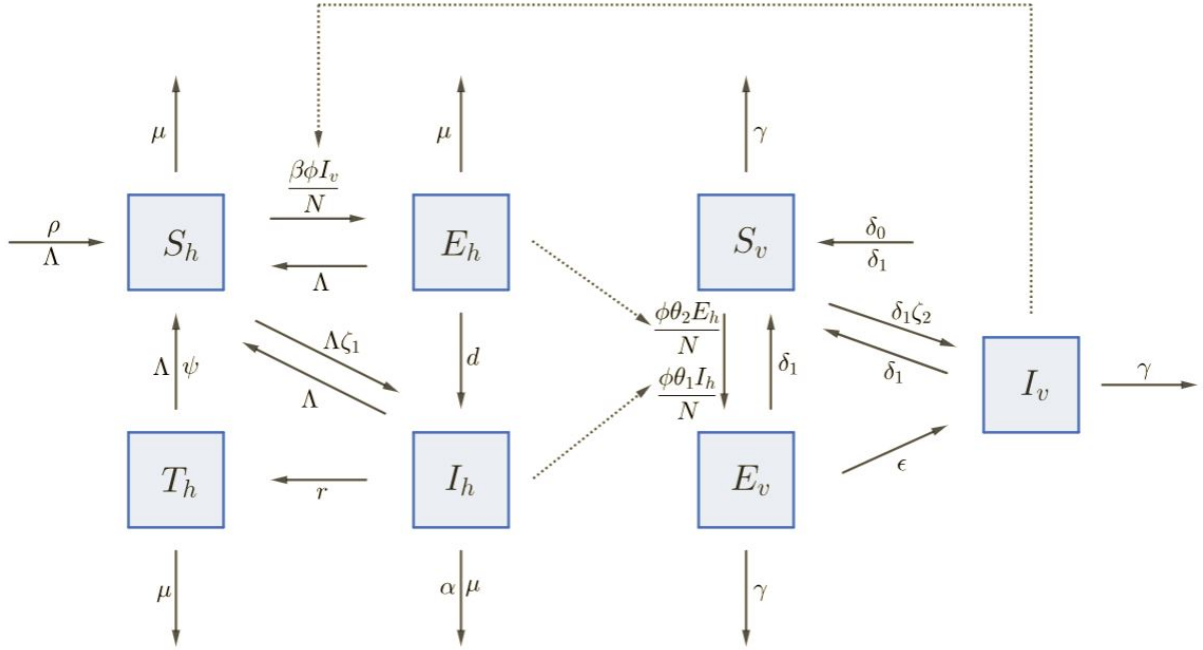 μ
μ
γ
βϕI_v
N
ρ
Λ
S_h
E_h
S_v
δ_0
δ_1
Λ
Λζ_1
Λ
Λ ψ
d
ϕθ_2E_h
N
ϕθ_1I_h
N
δ_1
δ_1ζ_2
δ_1
I_v
γ
T_h
r
I_h
E_v
ϵ
μ
α μ
γ